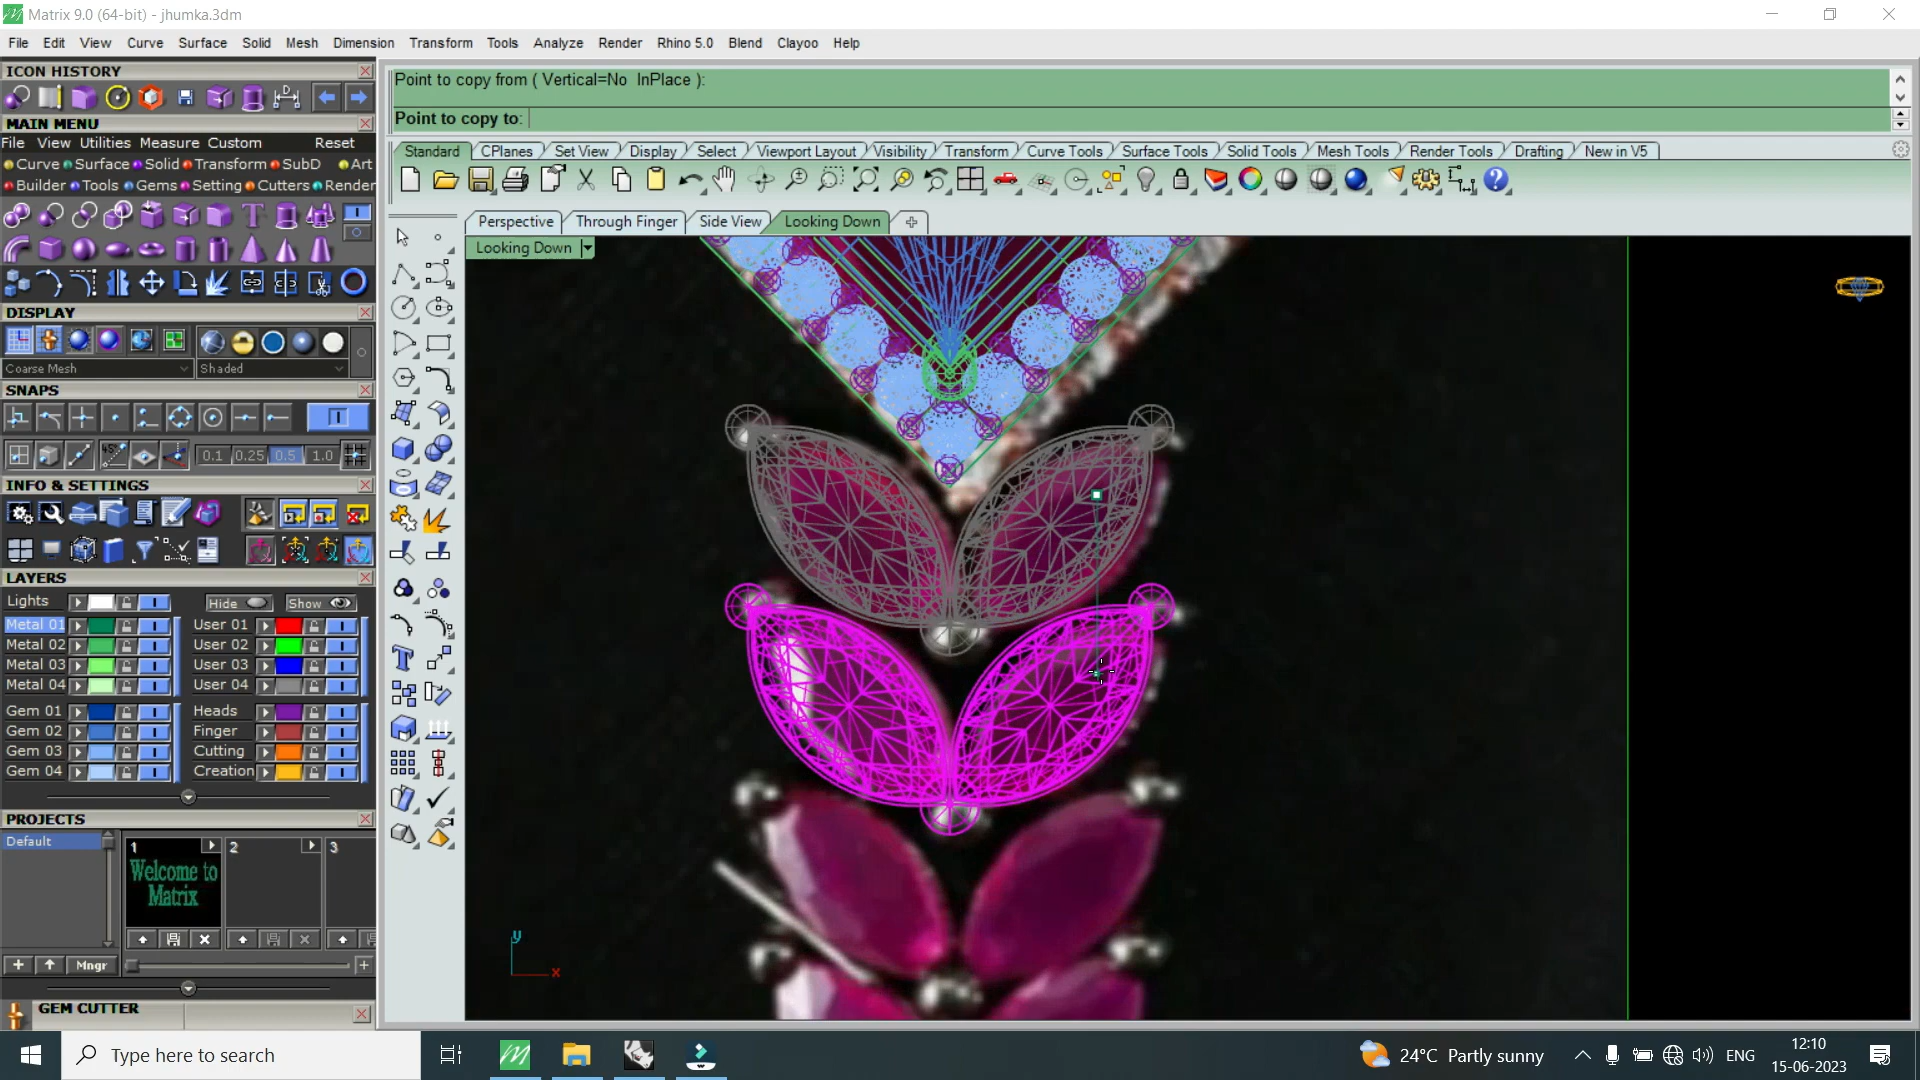 Matrix 9.0 (64-bit) - jhumka.3dm
File Edit View Curve Surface Solid Mesh Dimension Transform Tools Analyze Render Rhino 5.0 Blend Clayoo Help
ICON HISTORY
Point to copy from ( Vertical=No InPlace ):
Point to copy to:
MAIN MENU
File View Utilities Measure Custom Reset
Curve Surface Solid Transform SubD Art
Builder Tools Gems Setting Cutters Render
Standard CPlanes Set View Display Select Viewport Layout Visibility Transform Curve Tools Surface Tools Solid Tools Mesh Tools Render Tools Drafting New in V5
Perspective Through Finger Side View Looking Down
Looking Down
DISPLAY
Coarse Mesh Shaded
SNAPS
0.1 0.25 0.5 1.0
INFO & SETTINGS
LAYERS
Lights Hide Show
Metal 01 User 01
Metal 02 User 02
Metal 03 User 03
Metal 04 User 04
Gem 01 Heads
Gem 02 Finger
Gem 03 Cutting
Gem 04 Creation
PROJECTS
Default 1 2 3
Welcome to
Matrix
Mngr
GEM CUTTER
y
x
Type here to search
24°C Partly sunny
ENG
12:10
15-06-2023